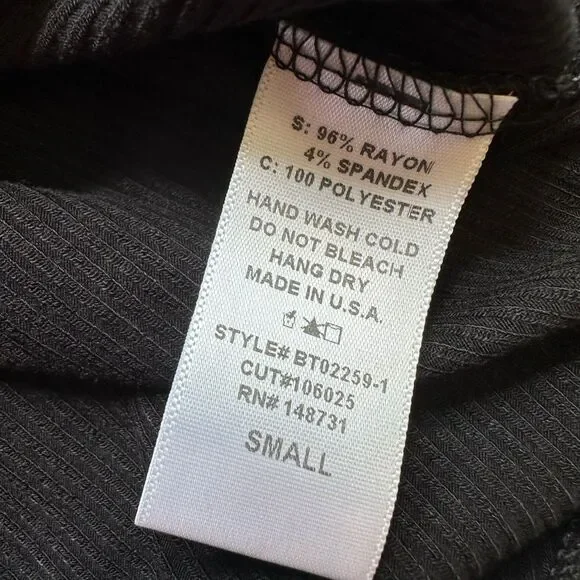 S: 96% RAYON
4% SPANDEX
C: 100 POLYESTER
HAND WASH COLD
DO NOT BLEACH
HANG DRY
MADE IN U.S.A.
STYLE# BT02259-1
CUT#106025
RN# 148731
SMALL